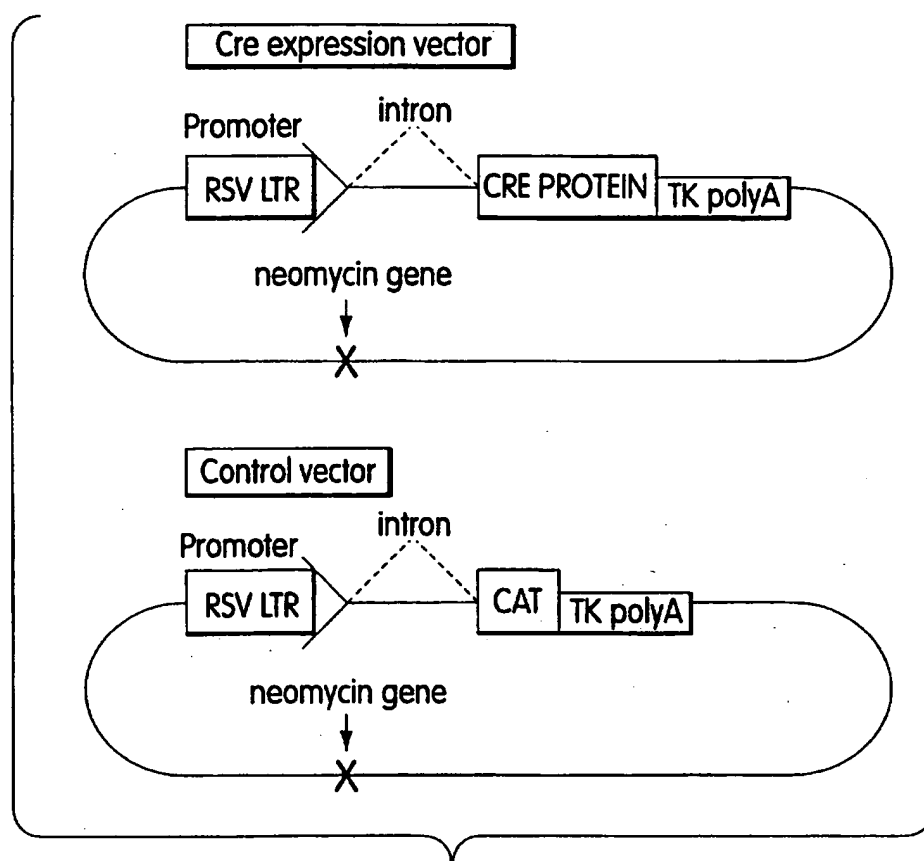 Cre expression vector
intron
Promoter
RSV LTR
CRE PROTEIN
TK polyA
neomycin gene
X
Control vector
intron
Promoter
RSV LTR
CAT
TK polyA
neomycin gene
X